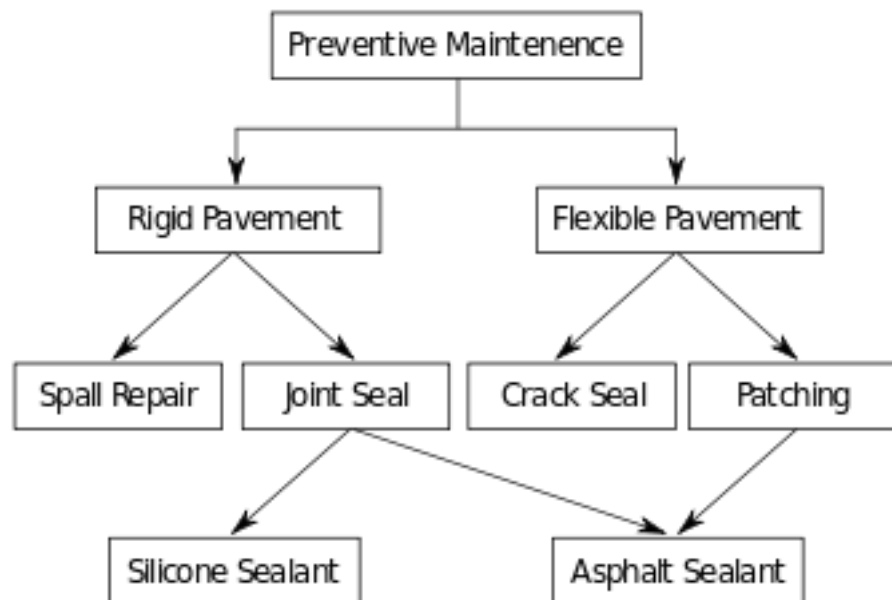 Preventive Maintenence
Rigid Pavement
Flexible Pavement
Spall Repair
Joint Seal
Crack Seal
Patching
Silicone Sealant
Asphalt Sealant